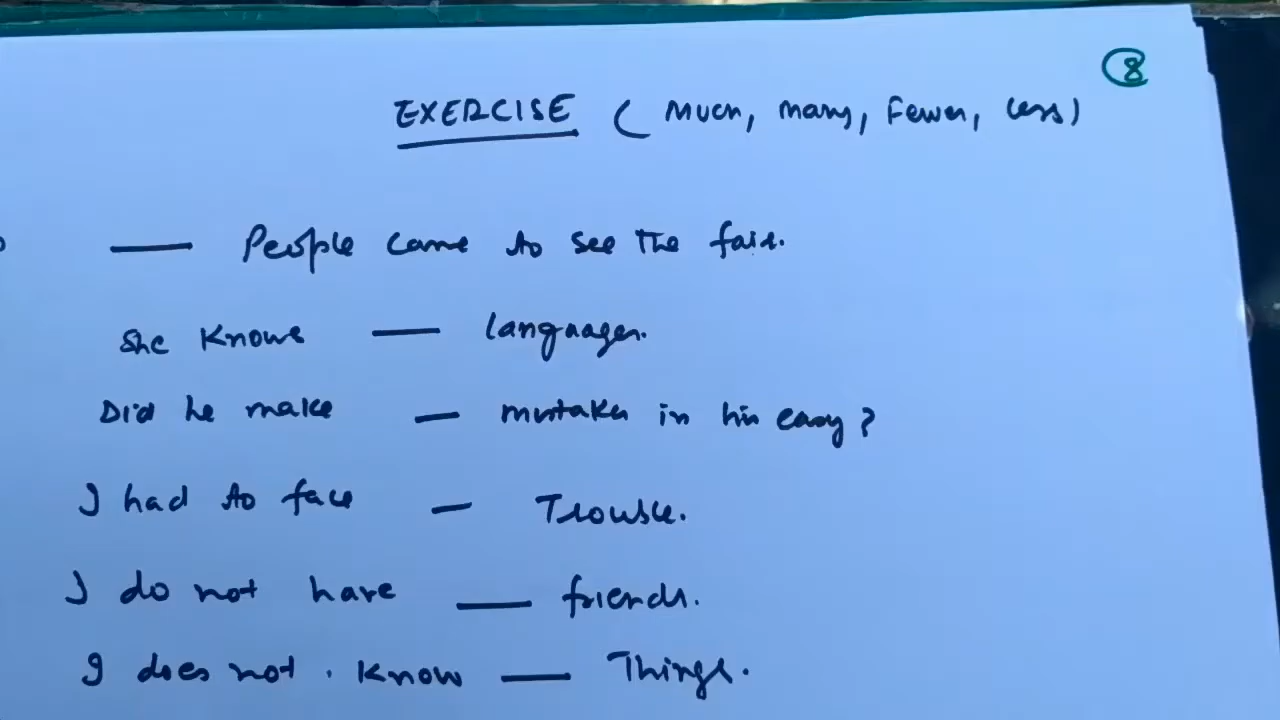 8
EXERCISE ( Much, many, Fewer, less)
— People came to see the fair.
She knows — languages.
Did he make — mistakes in his easy?
I had to face — Trouble.
I do not have — friends.
I does not . know — Things.